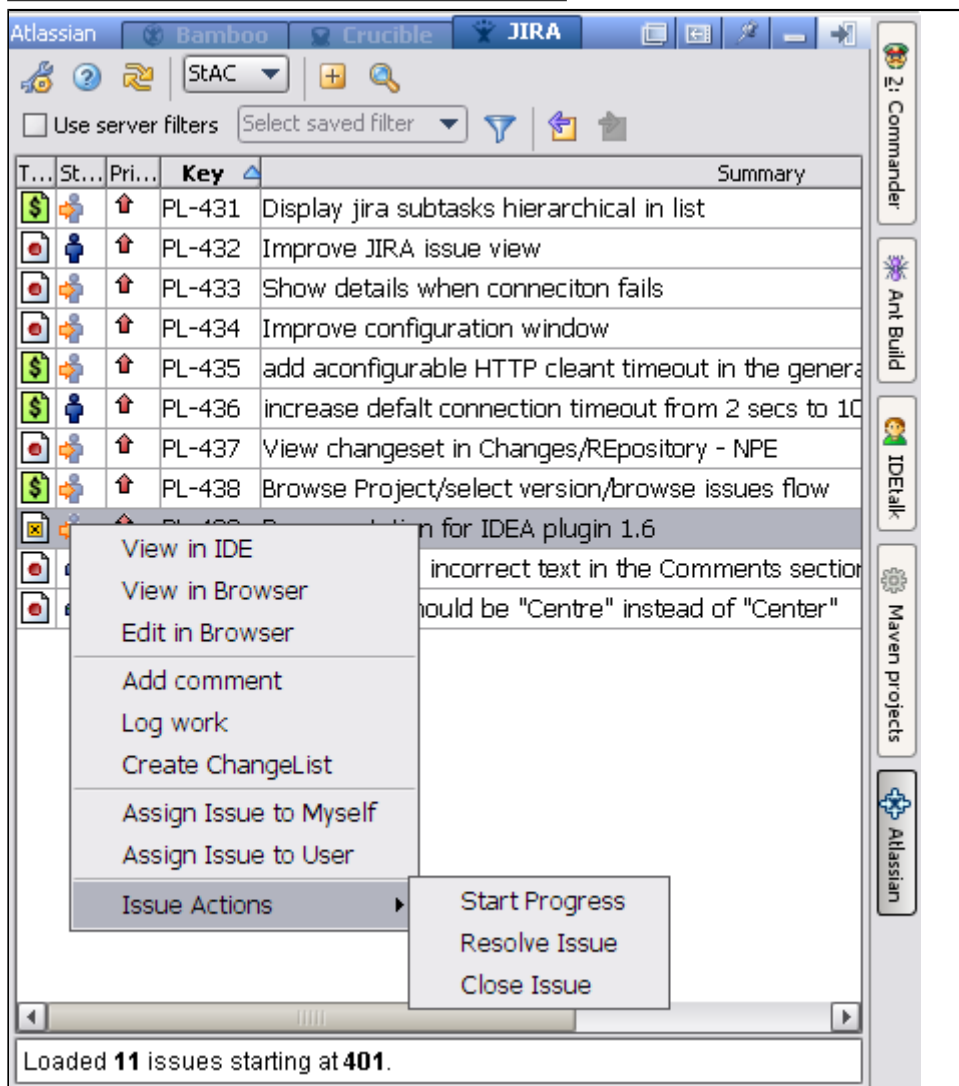 Atlassian Bamboo Crucible JIRA
StAC
Use server filters Select saved filter
T... St... Pri... Key Summary
PL-431 Display jira subtasks hierarchical in list
PL-432 Improve JIRA issue view
PL-433 Show details when conneciton fails
PL-434 Improve configuration window
PL-435 add aconfigurable HTTP cleant timeout in the genera
PL-436 increase defalt connection timeout from 2 secs to 10
PL-437 View changeset in Changes/REpository - NPE
PL-438 Browse Project/select version/browse issues flow
for IDEA plugin 1.6
incorrect text in the Comments section
hould be "Centre" instead of "Center"
View in IDE
View in Browser
Edit in Browser
Add comment
Log work
Create ChangeList
Assign Issue to Myself
Assign Issue to User
Issue Actions
Start Progress
Resolve Issue
Close Issue
Loaded 11 issues starting at 401.
2: Commander
Ant Build
IDEtalk
Maven projects
Atlassian